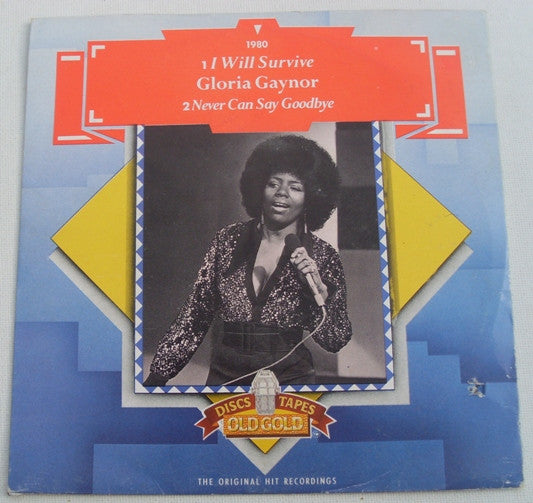 1980
1 I Will Survive
Gloria Gaynor
2 Never Can Say Goodbye
DISCS TAPES
OLD GOLD
THE ORIGINAL HIT RECORDINGS